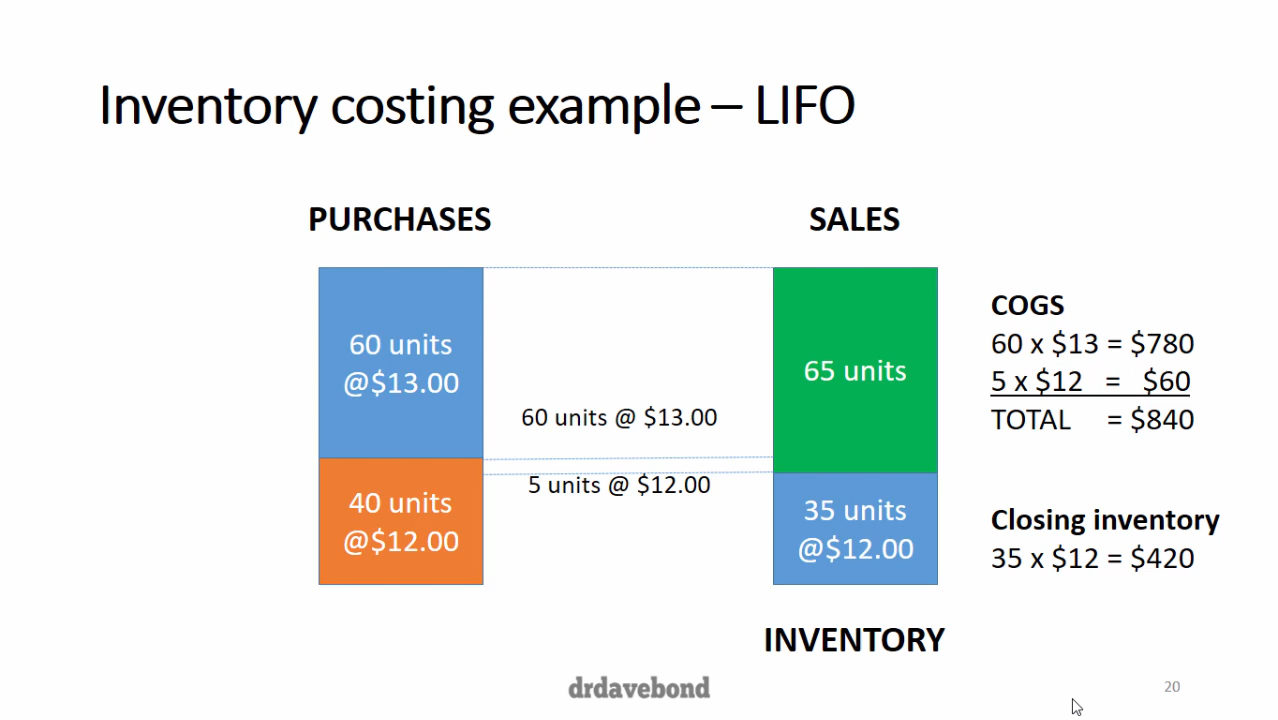 Inventory costing example – LIFO
PURCHASES
SALES
60 units
@$13.00
40 units
@$12.00
60 units @ $13.00
5 units @ $12.00
65 units
35 units
@$12.00
INVENTORY
COGS
60 x $13 = $780
5 x $12 = $60
TOTAL = $840
Closing inventory
35 x $12 = $420
drdavebond
20